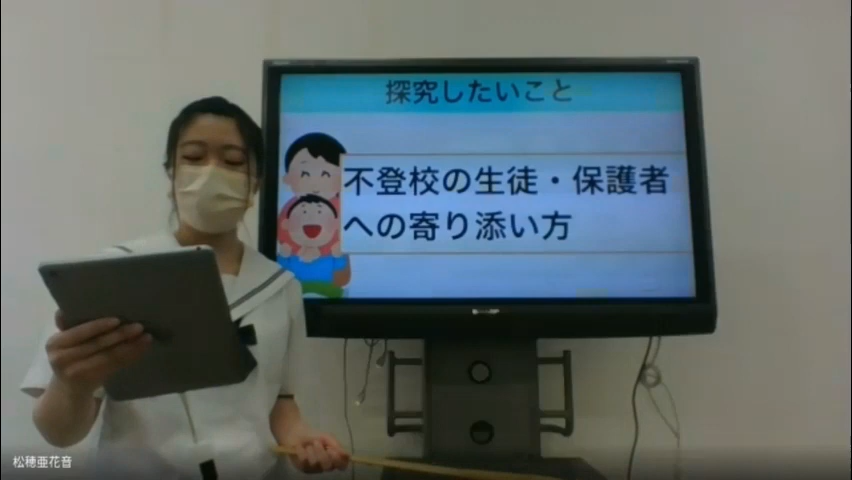 探究したいこと
不登校の生徒・保護者
への寄り添い方
松穂亜花音